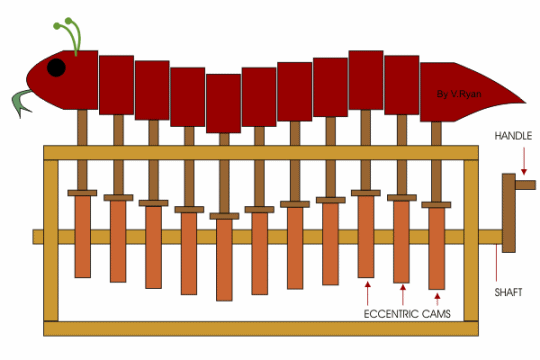 By V.Ryan
HANDLE
SHAFT
ECCENTRIC CAMS